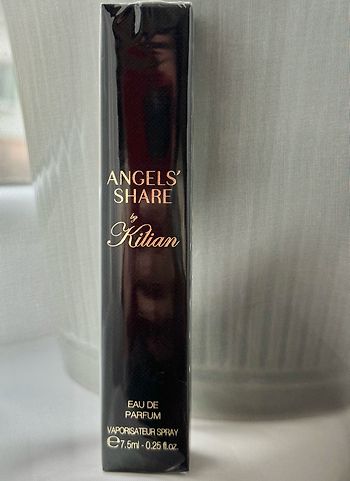 ANGELS'
SHARE
by
Kilian
EAU DE
PARFUM
VAPORISATEUR SPRAY
℮7.5ml - 0.25 fl.oz.